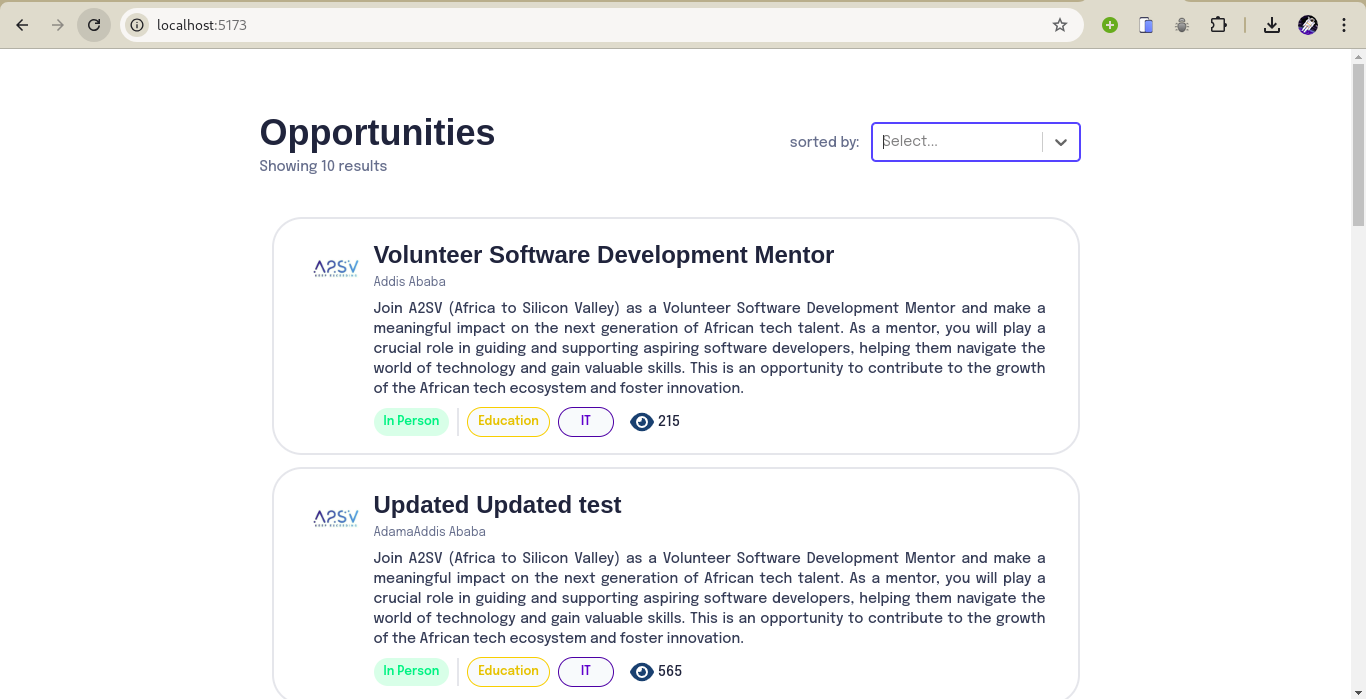 localhost:5173
Opportunities
sorted by:
Select...
Showing 10 results
A2SV
Volunteer Software Development Mentor
Addis Ababa
Join A2SV (Africa to Silicon Valley) as a Volunteer Software Development Mentor and make a
meaningful impact on the next generation of African tech talent. As a mentor, you will play a
crucial role in guiding and supporting aspiring software developers, helping them navigate the
world of technology and gain valuable skills. This is an opportunity to contribute to the growth
of the African tech ecosystem and foster innovation.
In Person
Education
IT
215
A2SV
Updated Updated test
AdamaAddis Ababa
Join A2SV (Africa to Silicon Valley) as a Volunteer Software Development Mentor and make a
meaningful impact on the next generation of African tech talent. As a mentor, you will play a
crucial role in guiding and supporting aspiring software developers, helping them navigate the
world of technology and gain valuable skills. This is an opportunity to contribute to the growth
of the African tech ecosystem and foster innovation.
In Person
Education
IT
565